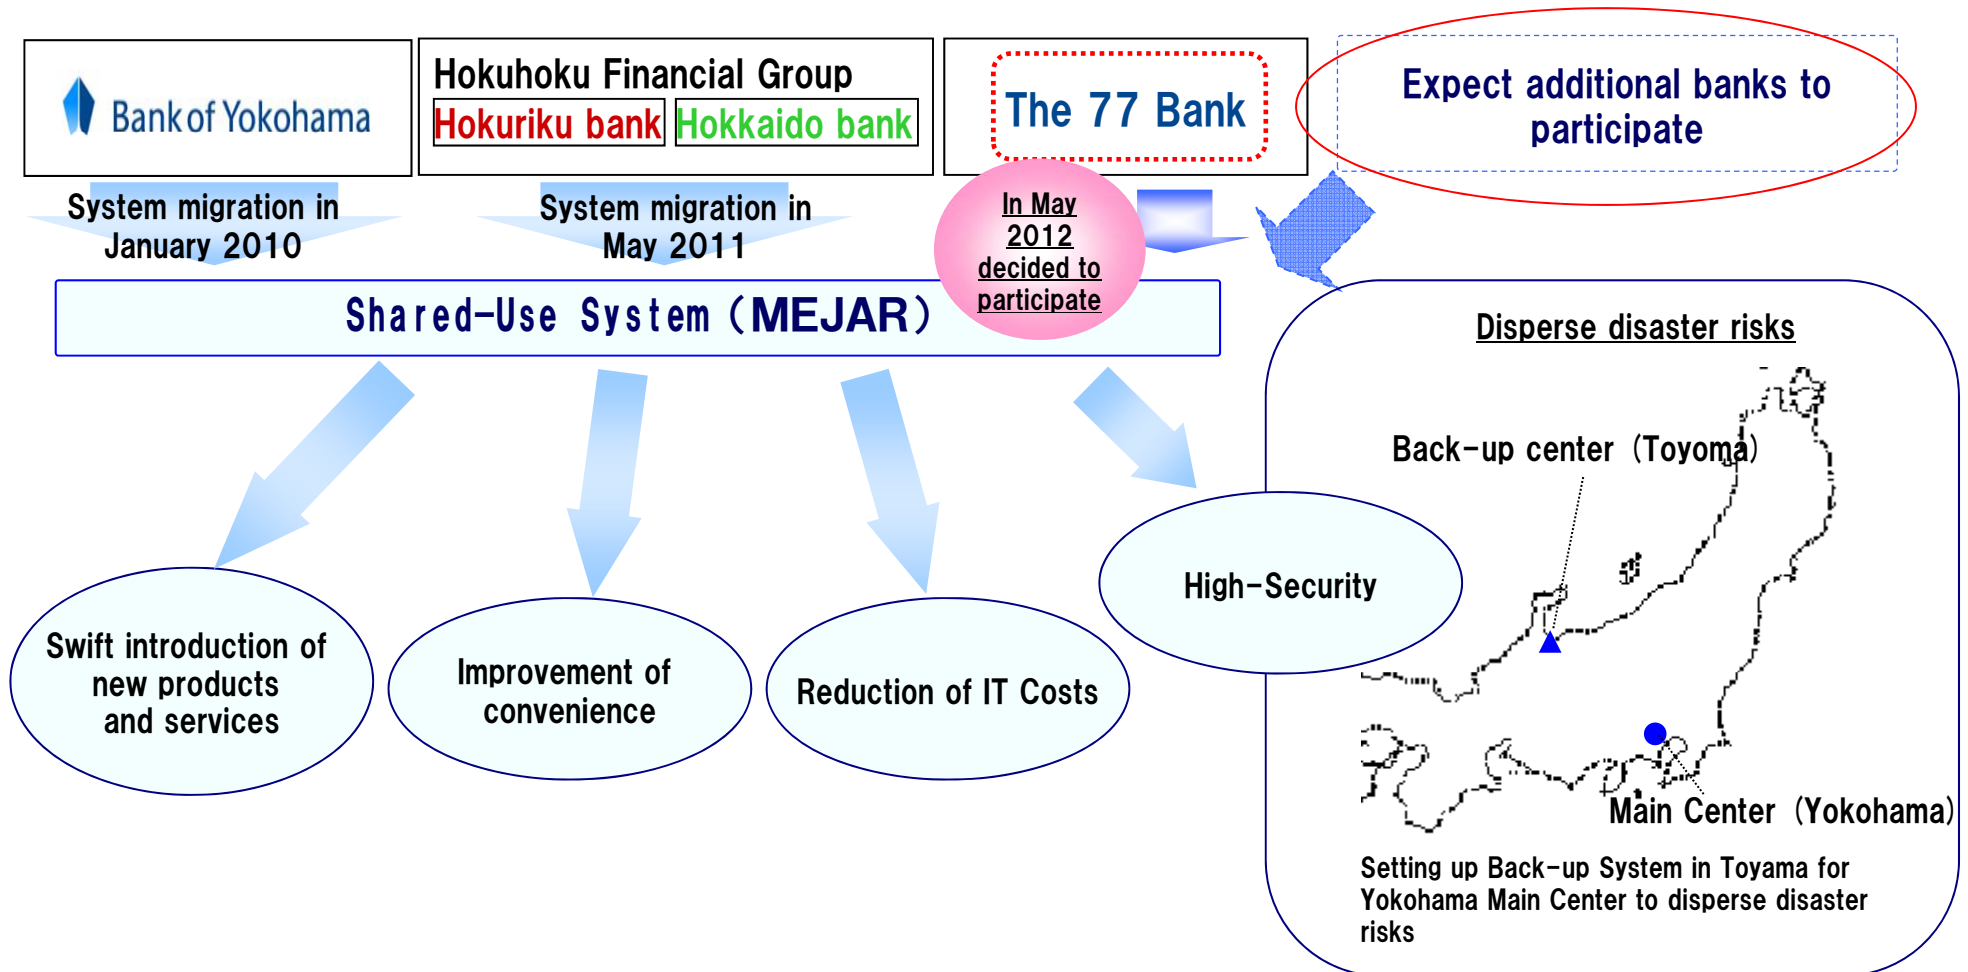 Bank of Yokohama
Hokuhoku Financial Group
Hokuriku bank
Hokkaido bank
The 77 Bank
Expect additional banks to
participate
System migration in
January 2010
System migration in
May 2011
In May
2012
decided to
participate
Shared-Use System (MEJAR)
Disperse disaster risks
Back-up center (Toyoma)
High-Security
Swift introduction of
new products
and services
Improvement of
convenience
Reduction of IT Costs
Main Center (Yokohama)
Setting up Back-up System in Toyama for
Yokohama Main Center to disperse disaster
risks